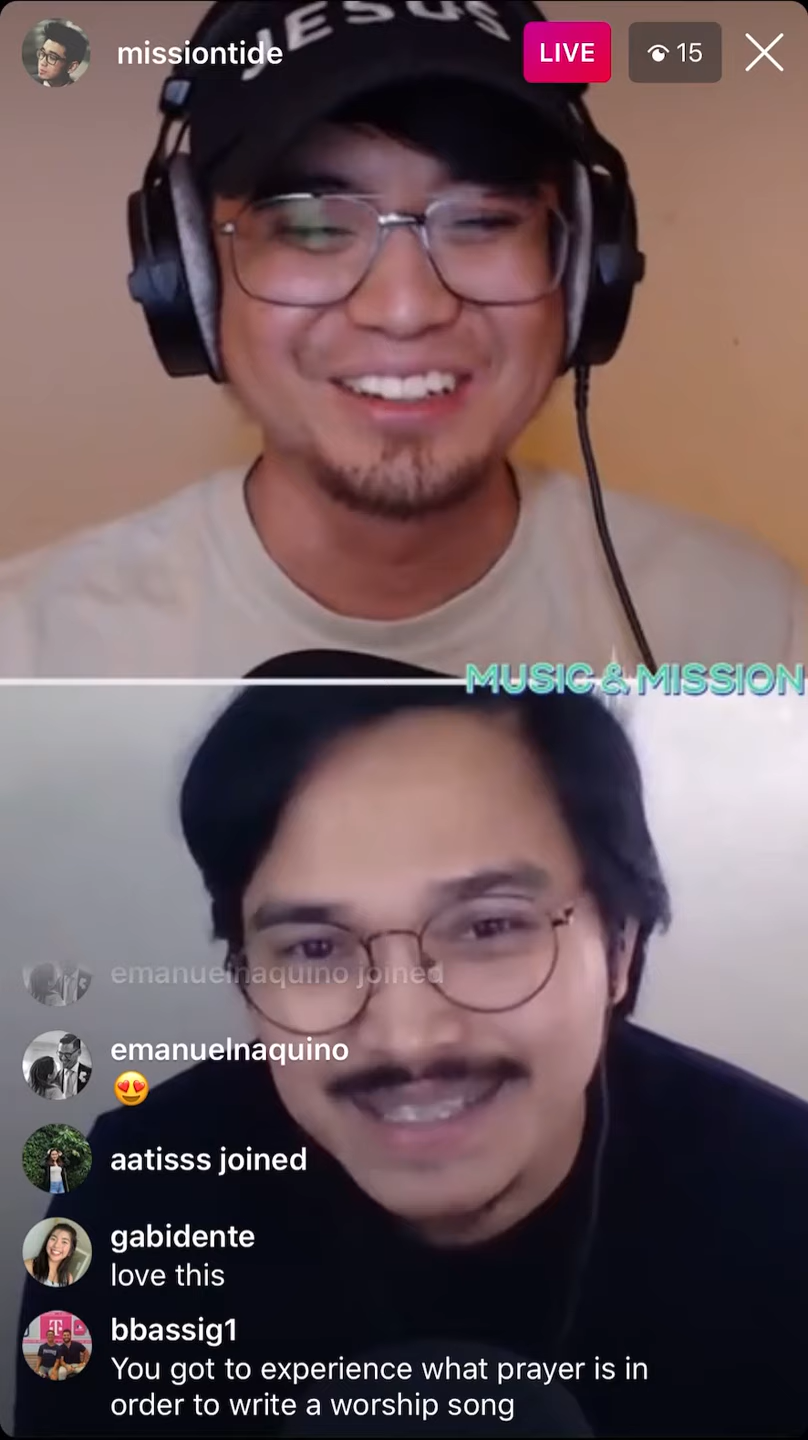 JESUS
missiontide
LIVE
15
MUSIC & MISSION
emanuelnaquino joined
emanuelnaquino
😍
aatisss joined
gabidente
love this
bbassig1
You got to experience what prayer is in
order to write a worship song